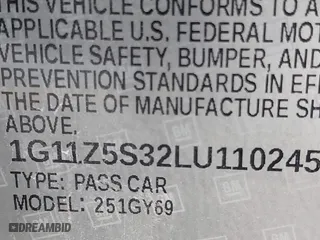 THIS VEHICLE CONFORMS TO
APPLICABLE U.S. FEDERAL MOT
VEHICLE SAFETY, BUMPER, AND
PREVENTION STANDARDS IN EFF
THE DATE OF MANUFACTURE SH
ABOVE.
1G11Z5S32LU110245
TYPE: PASS CAR
MODEL: 251GY69
DREAMBID